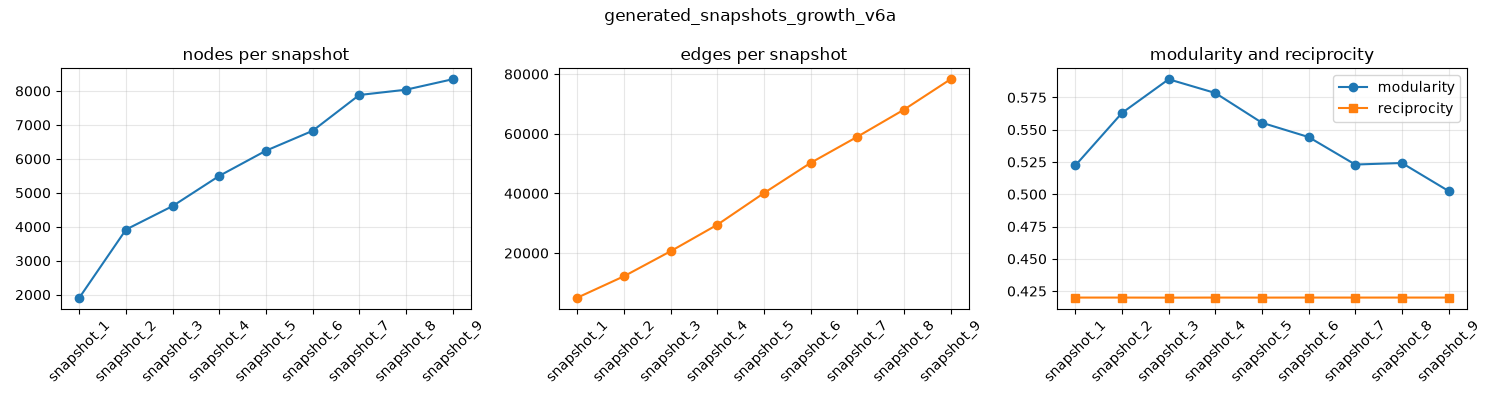 generated_snapshots_growth_v6a
nodes per snapshot
8000
7000
6000
5000
4000
3000
2000
snapshot_1
snapshot_2
snapshot_3
snapshot_4
snapshot_5
snapshot_6
snapshot_7
snapshot_8
snapshot_9
edges per snapshot
80000
60000
40000
20000
snapshot_1
snapshot_2
snapshot_3
snapshot_4
snapshot_5
snapshot_6
snapshot_7
snapshot_8
snapshot_9
modularity and reciprocity
modularity
reciprocity
0.575
0.550
0.525
0.500
0.475
0.450
0.425
snapshot_1
snapshot_2
snapshot_3
snapshot_4
snapshot_5
snapshot_6
snapshot_7
snapshot_8
snapshot_9